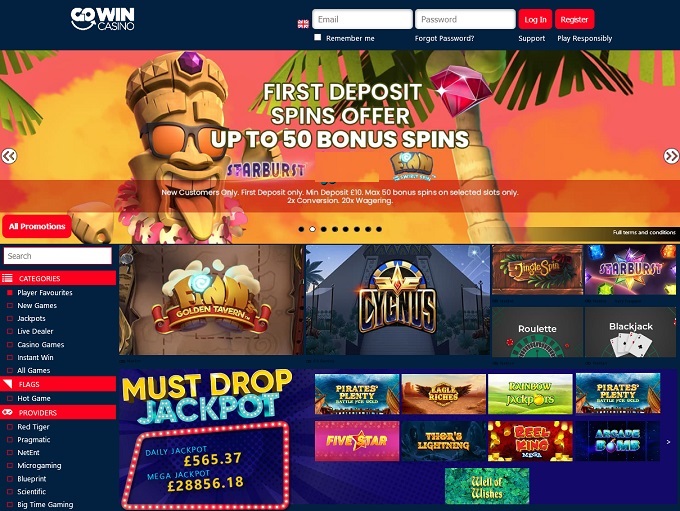 GOWIN
CASINO
Email
Password
Log In
Register
Remember me
Forgot Password?
Support
Play Responsibly
FIRST DEPOSIT
SPINS OFFER
UP TO 50 BONUS SPINS
STARBURST
FINN
New Customers Only. First Deposit only. Min Deposit £10. Max 50 bonus spins on selected slots only.
2x Conversion. 20x Wagering.
All Promotions
Full terms and conditions
Search
CATEGORIES
Player Favourites
New Games
Jackpots
Live Dealer
Casino Games
Instant Win
All Games
FLAGS
Hot Game
PROVIDERS
Red Tiger
Pragmatic
NetEnt
Microgaming
Blueprint
Scientific
Big Time Gaming
FINN
GOLDEN TAVERN™
CYGNUS
Jingle Spin
STARBURST
Roulette
Blackjack
MUST DROP
JACKPOT
DAILY JACKPOT
£565.37
MEGA JACKPOT
£28856.18
PIRATES'
PLENTY
BATTLE FOR GOLD
EAGLE
RICHES
RAINBOW
JACKPOTS
PIRATES'
PLENTY
BATTLE FOR GOLD
FIVE STAR
THOR'S
LIGHTNING
REEL
KING
MEGA
ARCADE
BOMB
>
Well of
Wishes